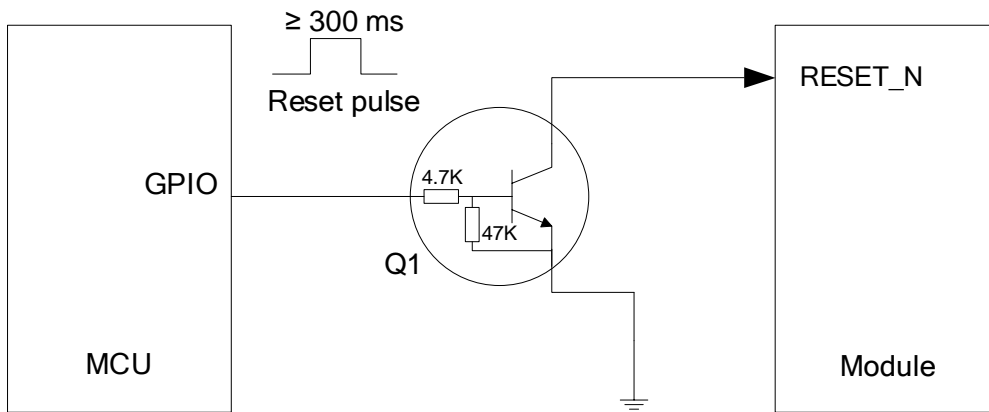 ≥ 300 ms
Reset pulse
RESET_N
GPIO
4.7K
47K
Q1
MCU
Module